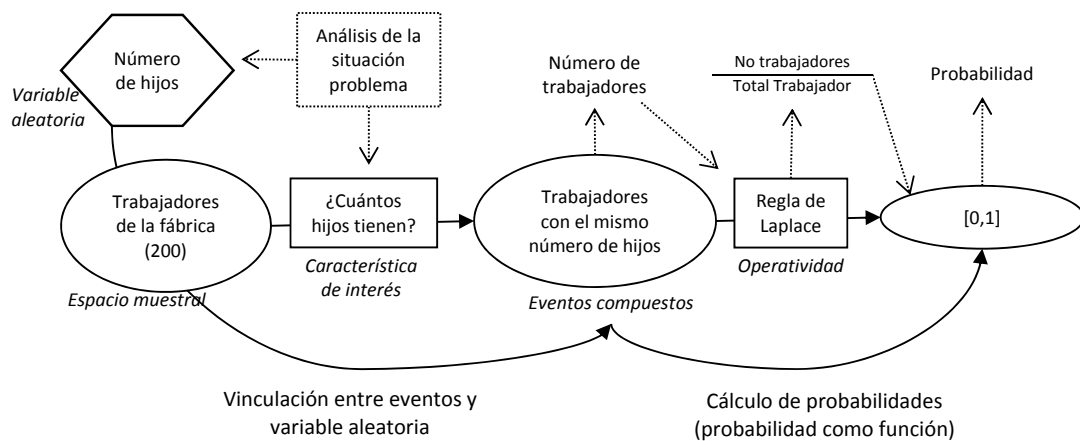 Número
de hijos
Variable
aleatoria
Análisis de la
situación
problema
Número de
trabajadores
No trabajadores
Total Trabajador
Probabilidad
Trabajadores
de la fábrica
(200)
Espacio muestral
¿Cuántos
hijos tienen?
Característica
de interés
Trabajadores
con el mismo
número de hijos
Eventos compuestos
Regla de
Laplace
Operatividad
[0,1]
Vinculación entre eventos y
variable aleatoria
Cálculo de probabilidades
(probabilidad como función)